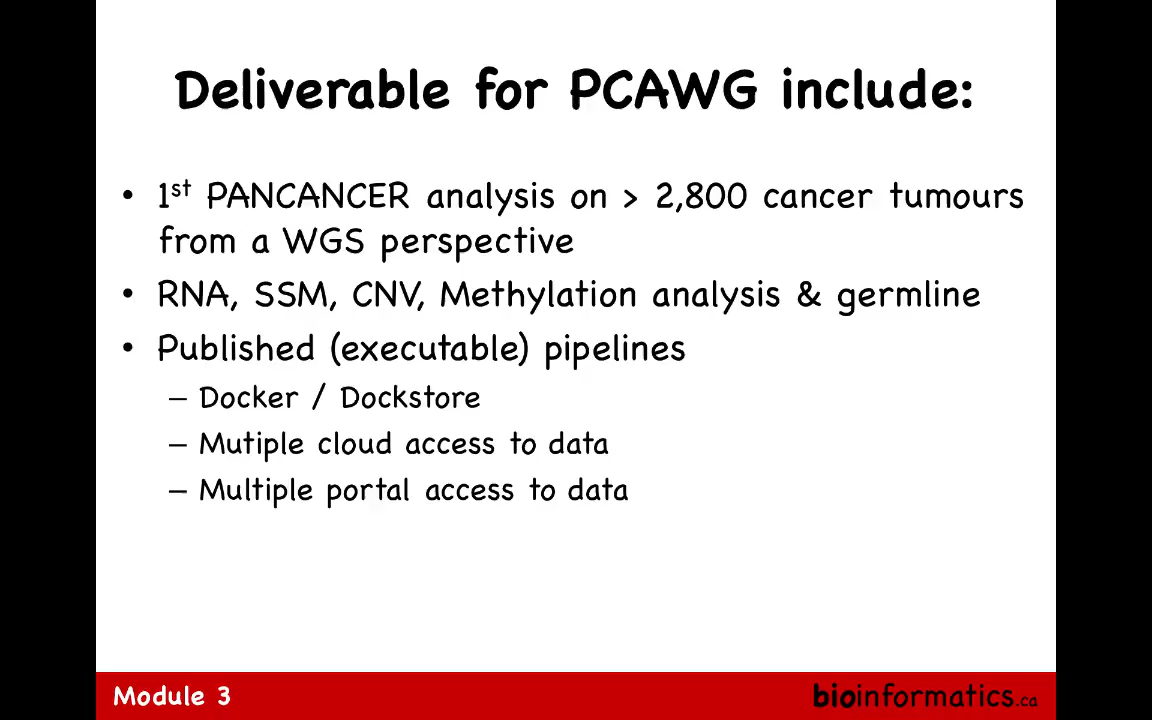 Deliverable for PCAWG include:
• 1st PANCANCER analysis on > 2,800 cancer tumours
from a WGS perspective
• RNA, SSM, CNV, Methylation analysis & germline
• Published (executable) pipelines
– Docker / Dockstore
– Mutiple cloud access to data
– Multiple portal access to data
Module 3
bioinformatics.ca